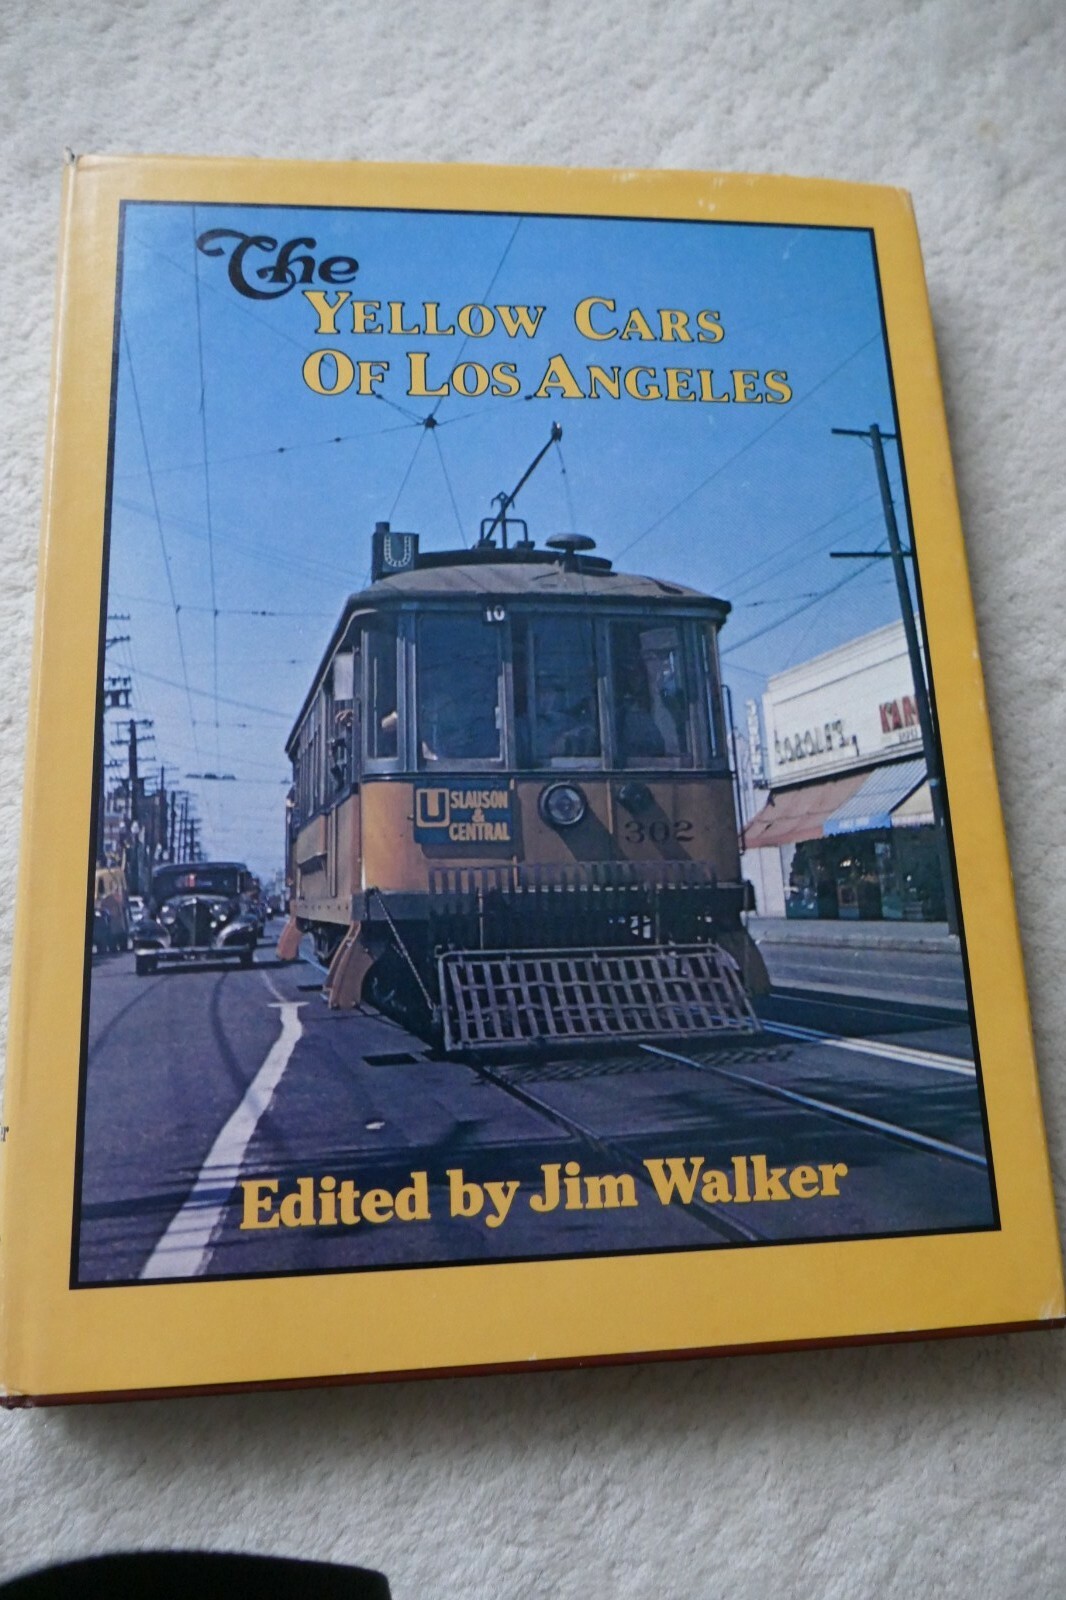 The
YELLOW CARS
OF LOS ANGELES
U
10
U SLAUSON
&
CENTRAL
302
Edited by Jim Walker